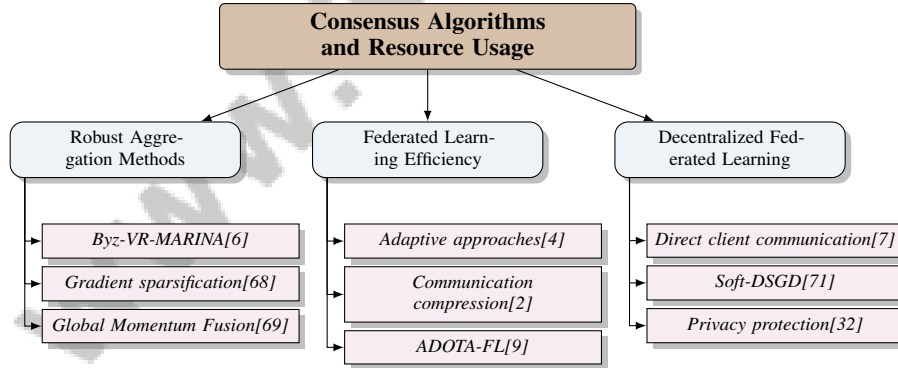 Consensus Algorithms
and Resource Usage
Robust Aggre-
gation Methods
Federated Learn-
ing Efficiency
Decentralized Fed-
erated Learning
Byz-VR-MARINA[6]
Gradient sparsification[68]
Global Momentum Fusion[69]
Adaptive approaches[4]
Communication
compression[2]
ADOTA-FL[9]
Direct client communication[7]
Soft-DSGD[71]
Privacy protection[32]
www.